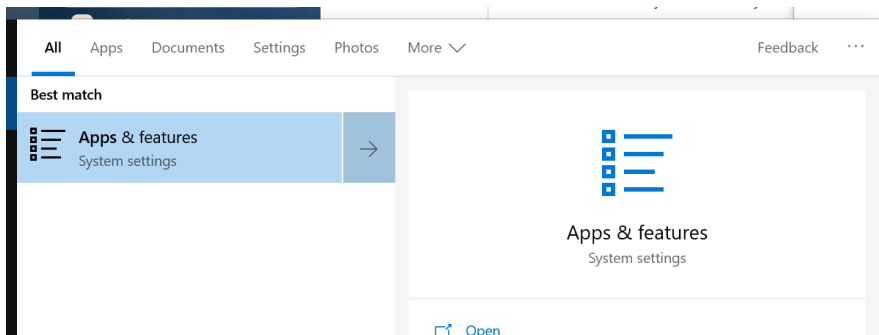 All Apps Documents Settings Photos More Feedback ...
Best match
Apps & features
System settings
Apps & features
System settings
Open